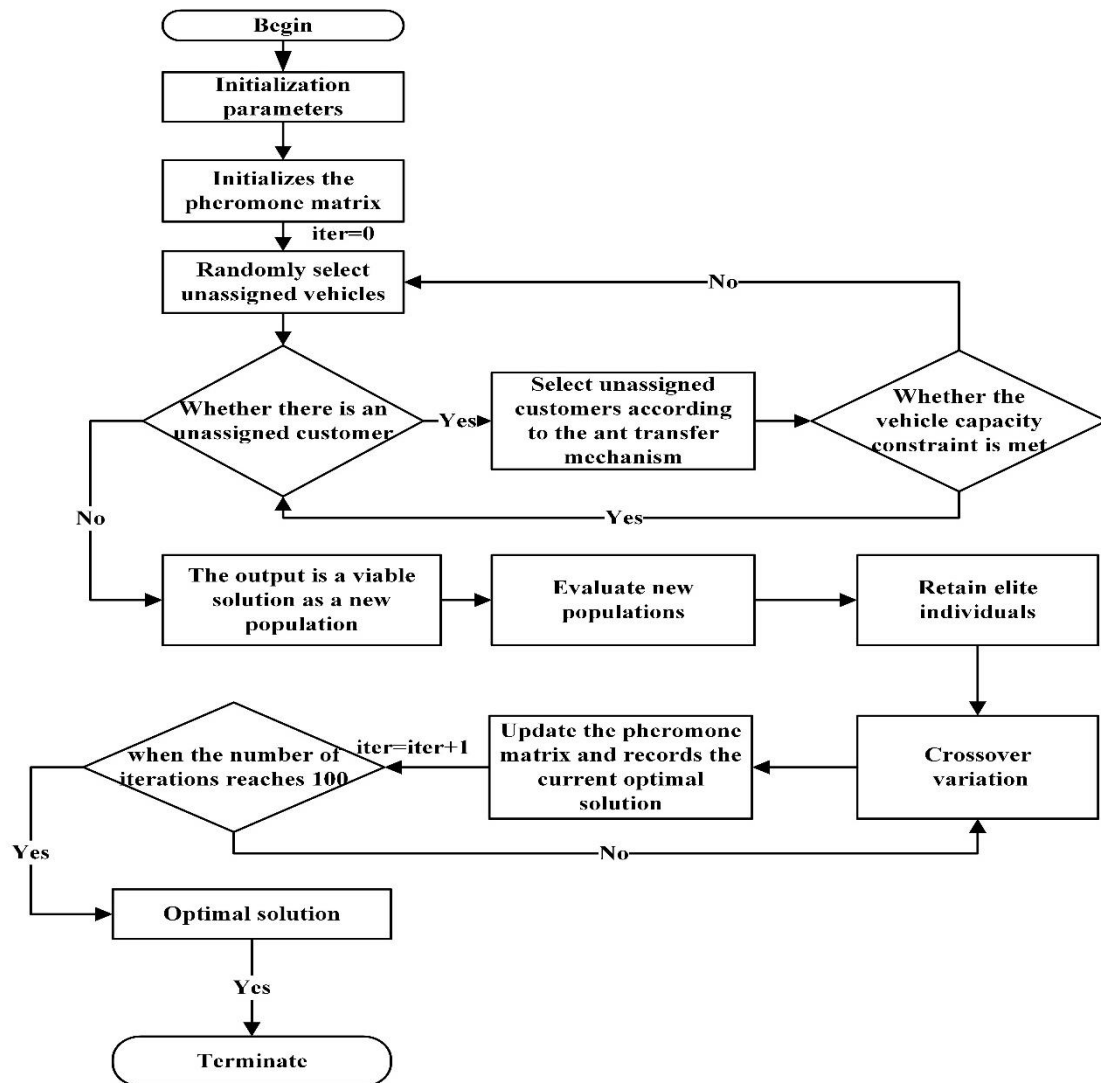 Begin
Initialization
parameters
Initializes the
pheromone matrix
iter=0
Randomly select
unassigned vehicles
No
Whether there is an
unassigned customer
Yes
Select unassigned
customers according
to the ant transfer
mechanism
Whether the
vehicle capacity
constraint is met
Yes
No
The output is a viable
solution as a new
population
Evaluate new
populations
Retain elite
individuals
when the number of
iterations reaches 100
iter=iter+1
Update the pheromone
matrix and records the
current optimal
solution
Crossover
variation
Yes
No
Optimal solution
Yes
Terminate